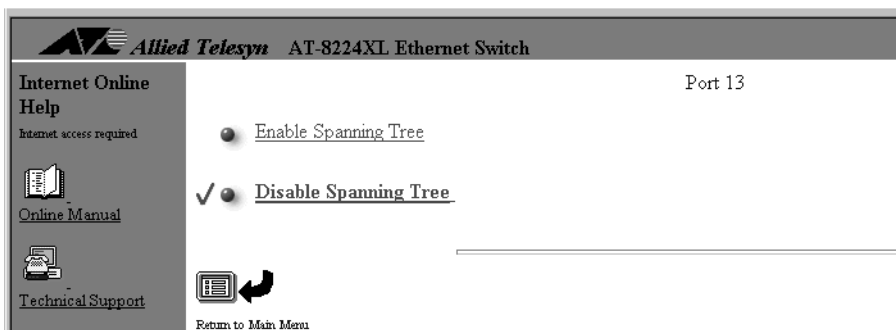 Allied Telesyn AT-8224XL Ethernet Switch
Internet Online
Help
Internet access required
Online Manual
Technical Support
Port 13
Enable Spanning Tree
Disable Spanning Tree
Return to Main Menu